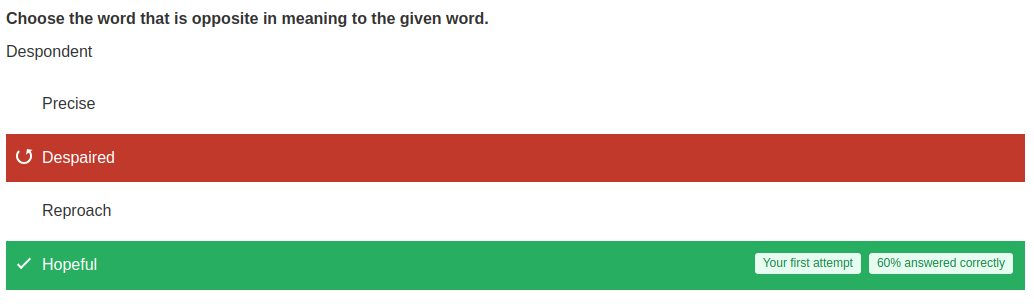 Choose the word that is opposite in meaning to the given word.
Despondent
Precise
Despaired
Reproach
Hopeful Your first attempt 60% answered correctly